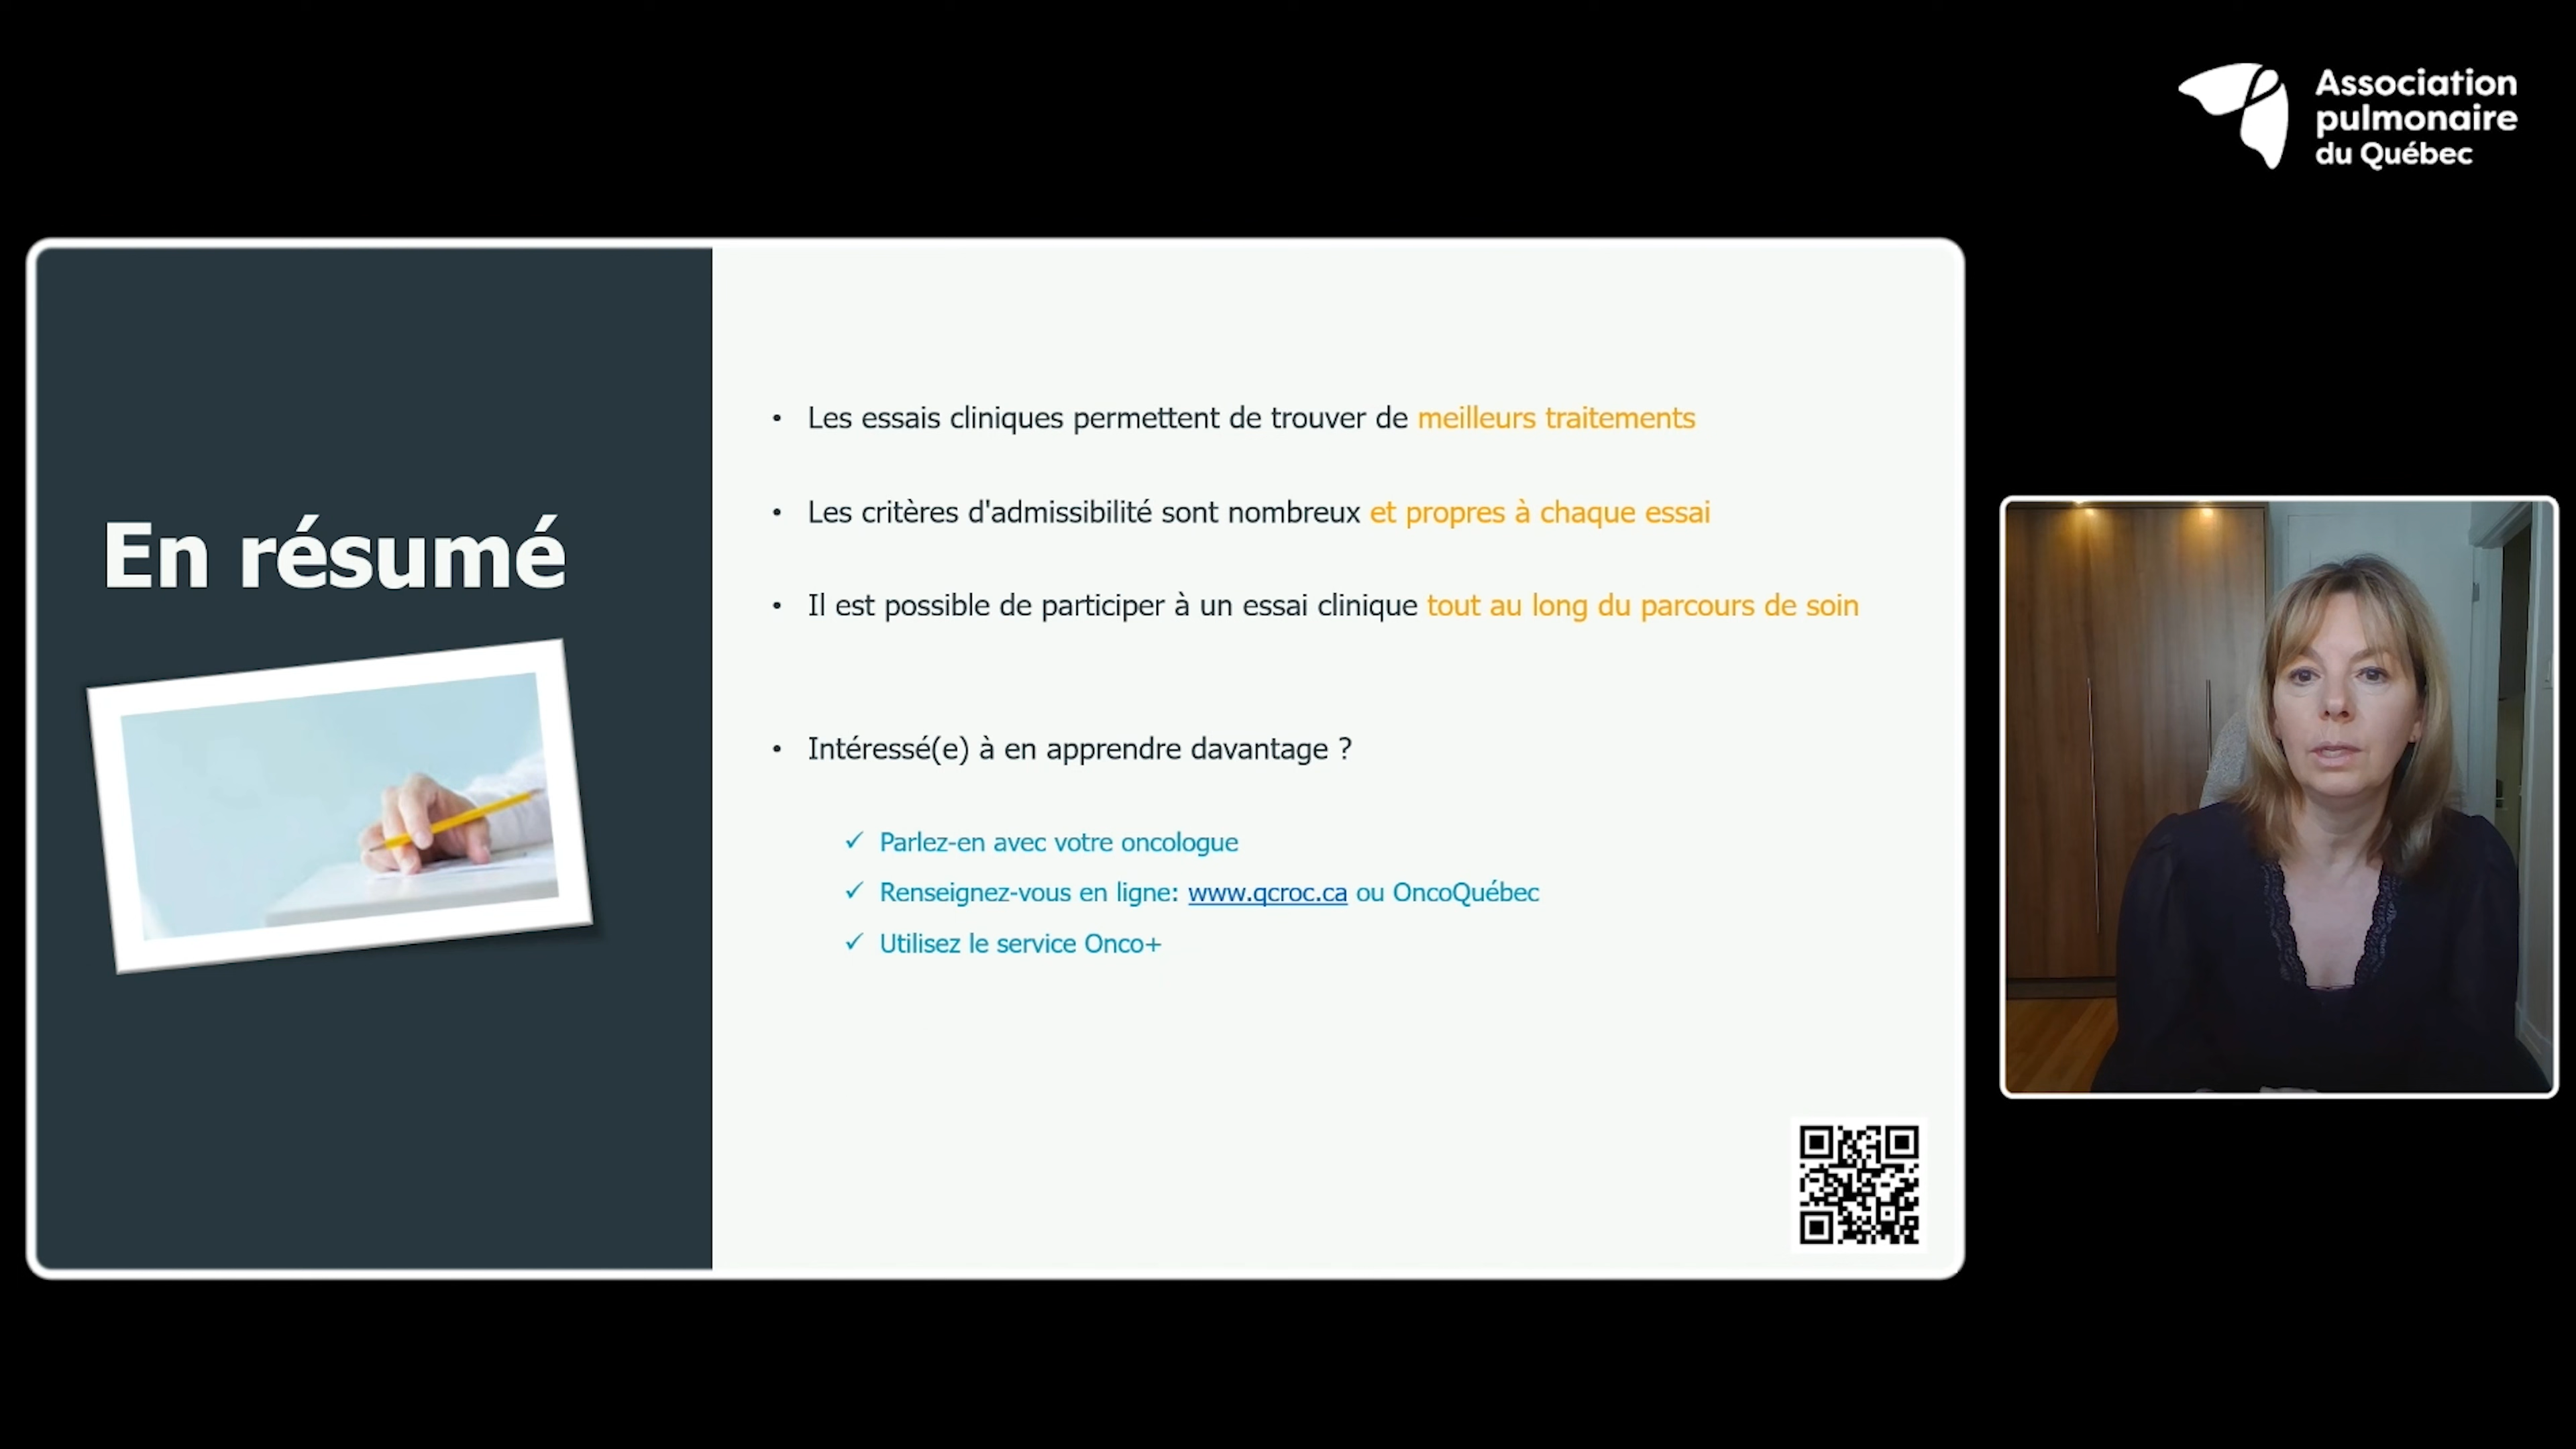 Association
pulmonaire
du Québec
En résumé
• Les essais cliniques permettent de trouver de meilleurs traitements
• Les critères d'admissibilité sont nombreux et propres à chaque essai
• Il est possible de participer à un essai clinique tout au long du parcours de soin
• Intéressé(e) à en apprendre davantage ?
✓ Parlez-en avec votre oncologue
✓ Renseignez-vous en ligne: www.qcroc.ca ou OncoQuébec
✓ Utilisez le service Onco+